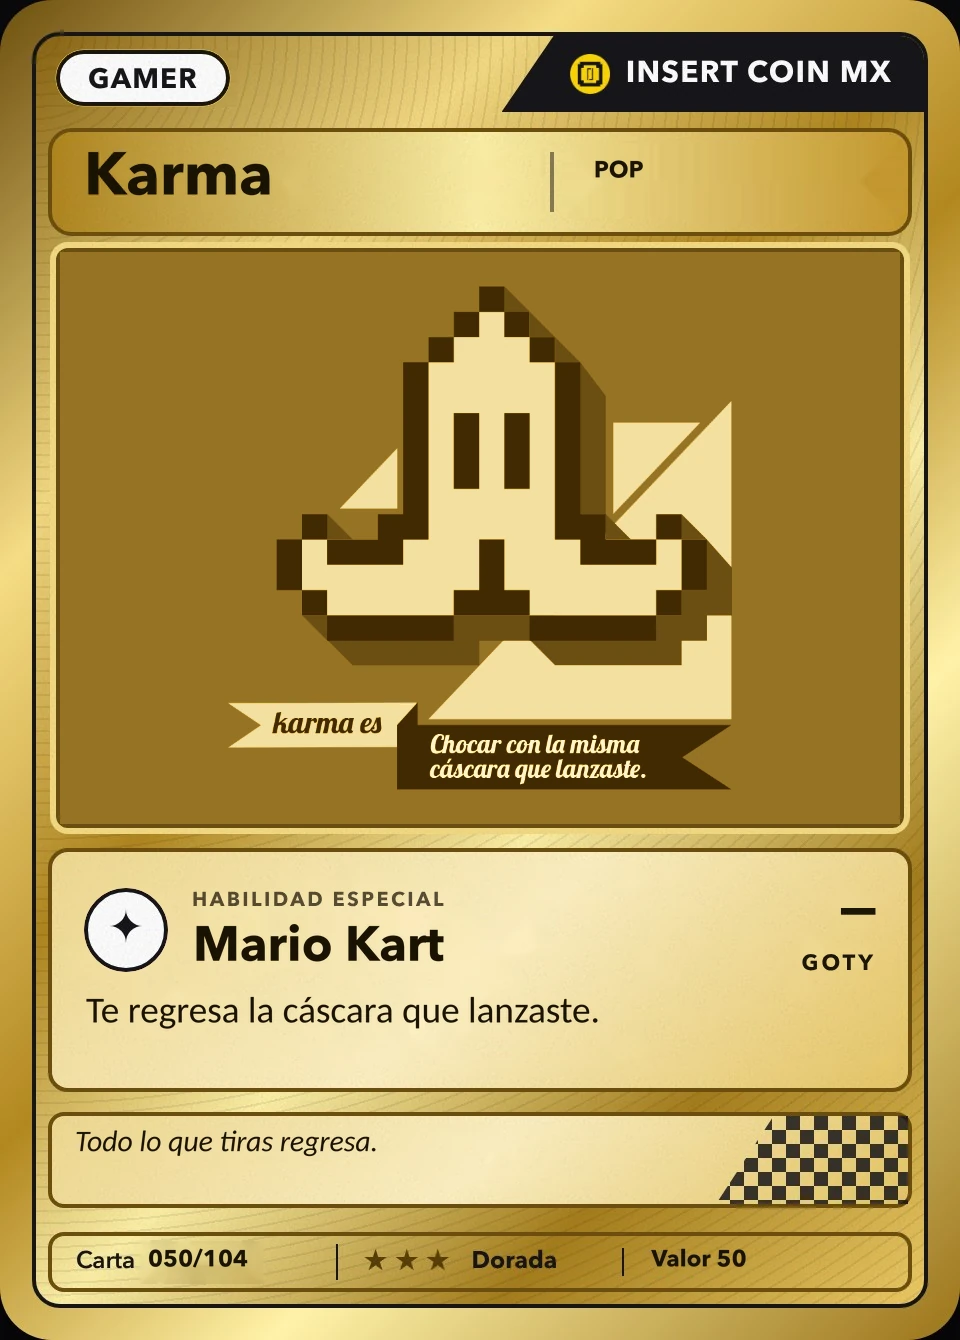 GAMER
INSERT COIN MX
Karma
POP
karma es
Chocar con la misma
cáscara que lanzaste.
HABILIDAD ESPECIAL
Mario Kart
—
GOTY
Te regresa la cáscara que lanzaste.
Todo lo que tiras regresa.
Carta 050/104 ★★★ Dorada Valor 50